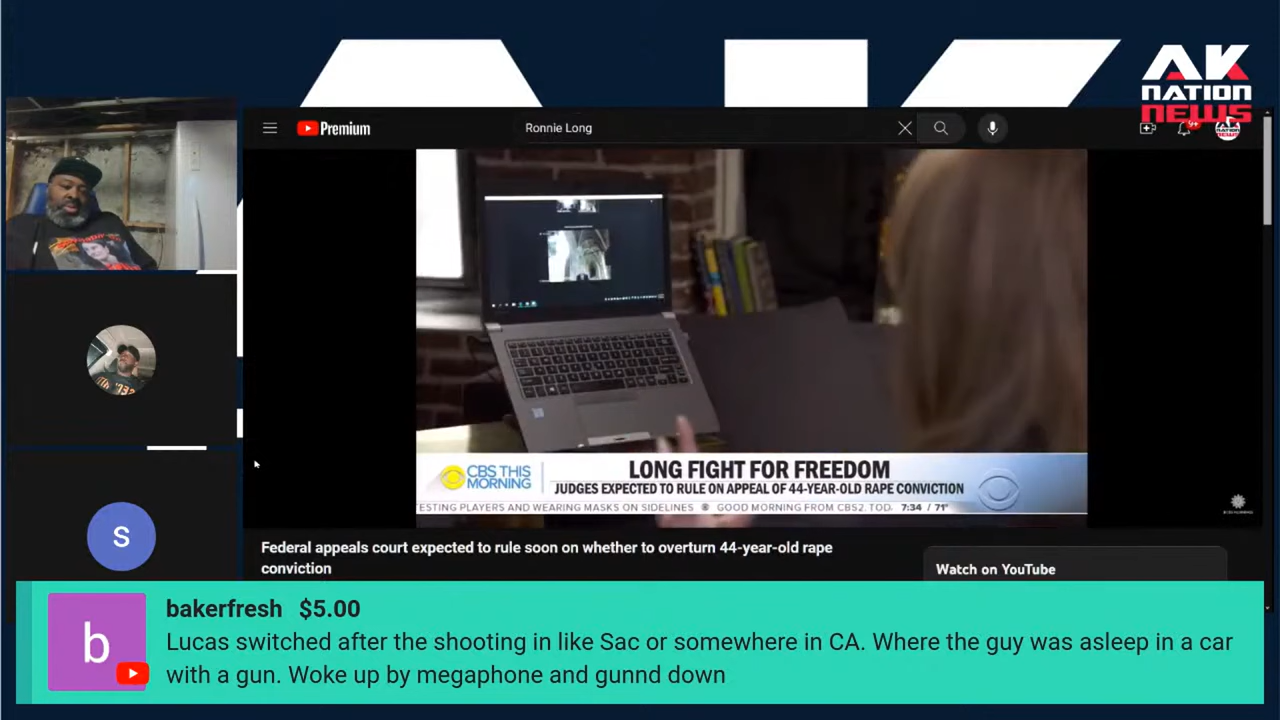 AK
NATION
NEWS
Premium
Ronnie Long
9+
CBS THIS
MORNING
LONG FIGHT FOR FREEDOM
JUDGES EXPECTED TO RULE ON APPEAL OF 44-YEAR-OLD RAPE CONVICTION
ESTING PLAYERS AND WEARING MASKS ON SIDELINES GOOD MORNING FROM CBS2. TOD 7:34 / 71°
Federal appeals court expected to rule soon on whether to overturn 44-year-old rape
conviction
Watch on YouTube
S
b
bakerfresh $5.00
Lucas switched after the shooting in like Sac or somewhere in CA. Where the guy was asleep in a car
with a gun. Woke up by megaphone and gunnd down